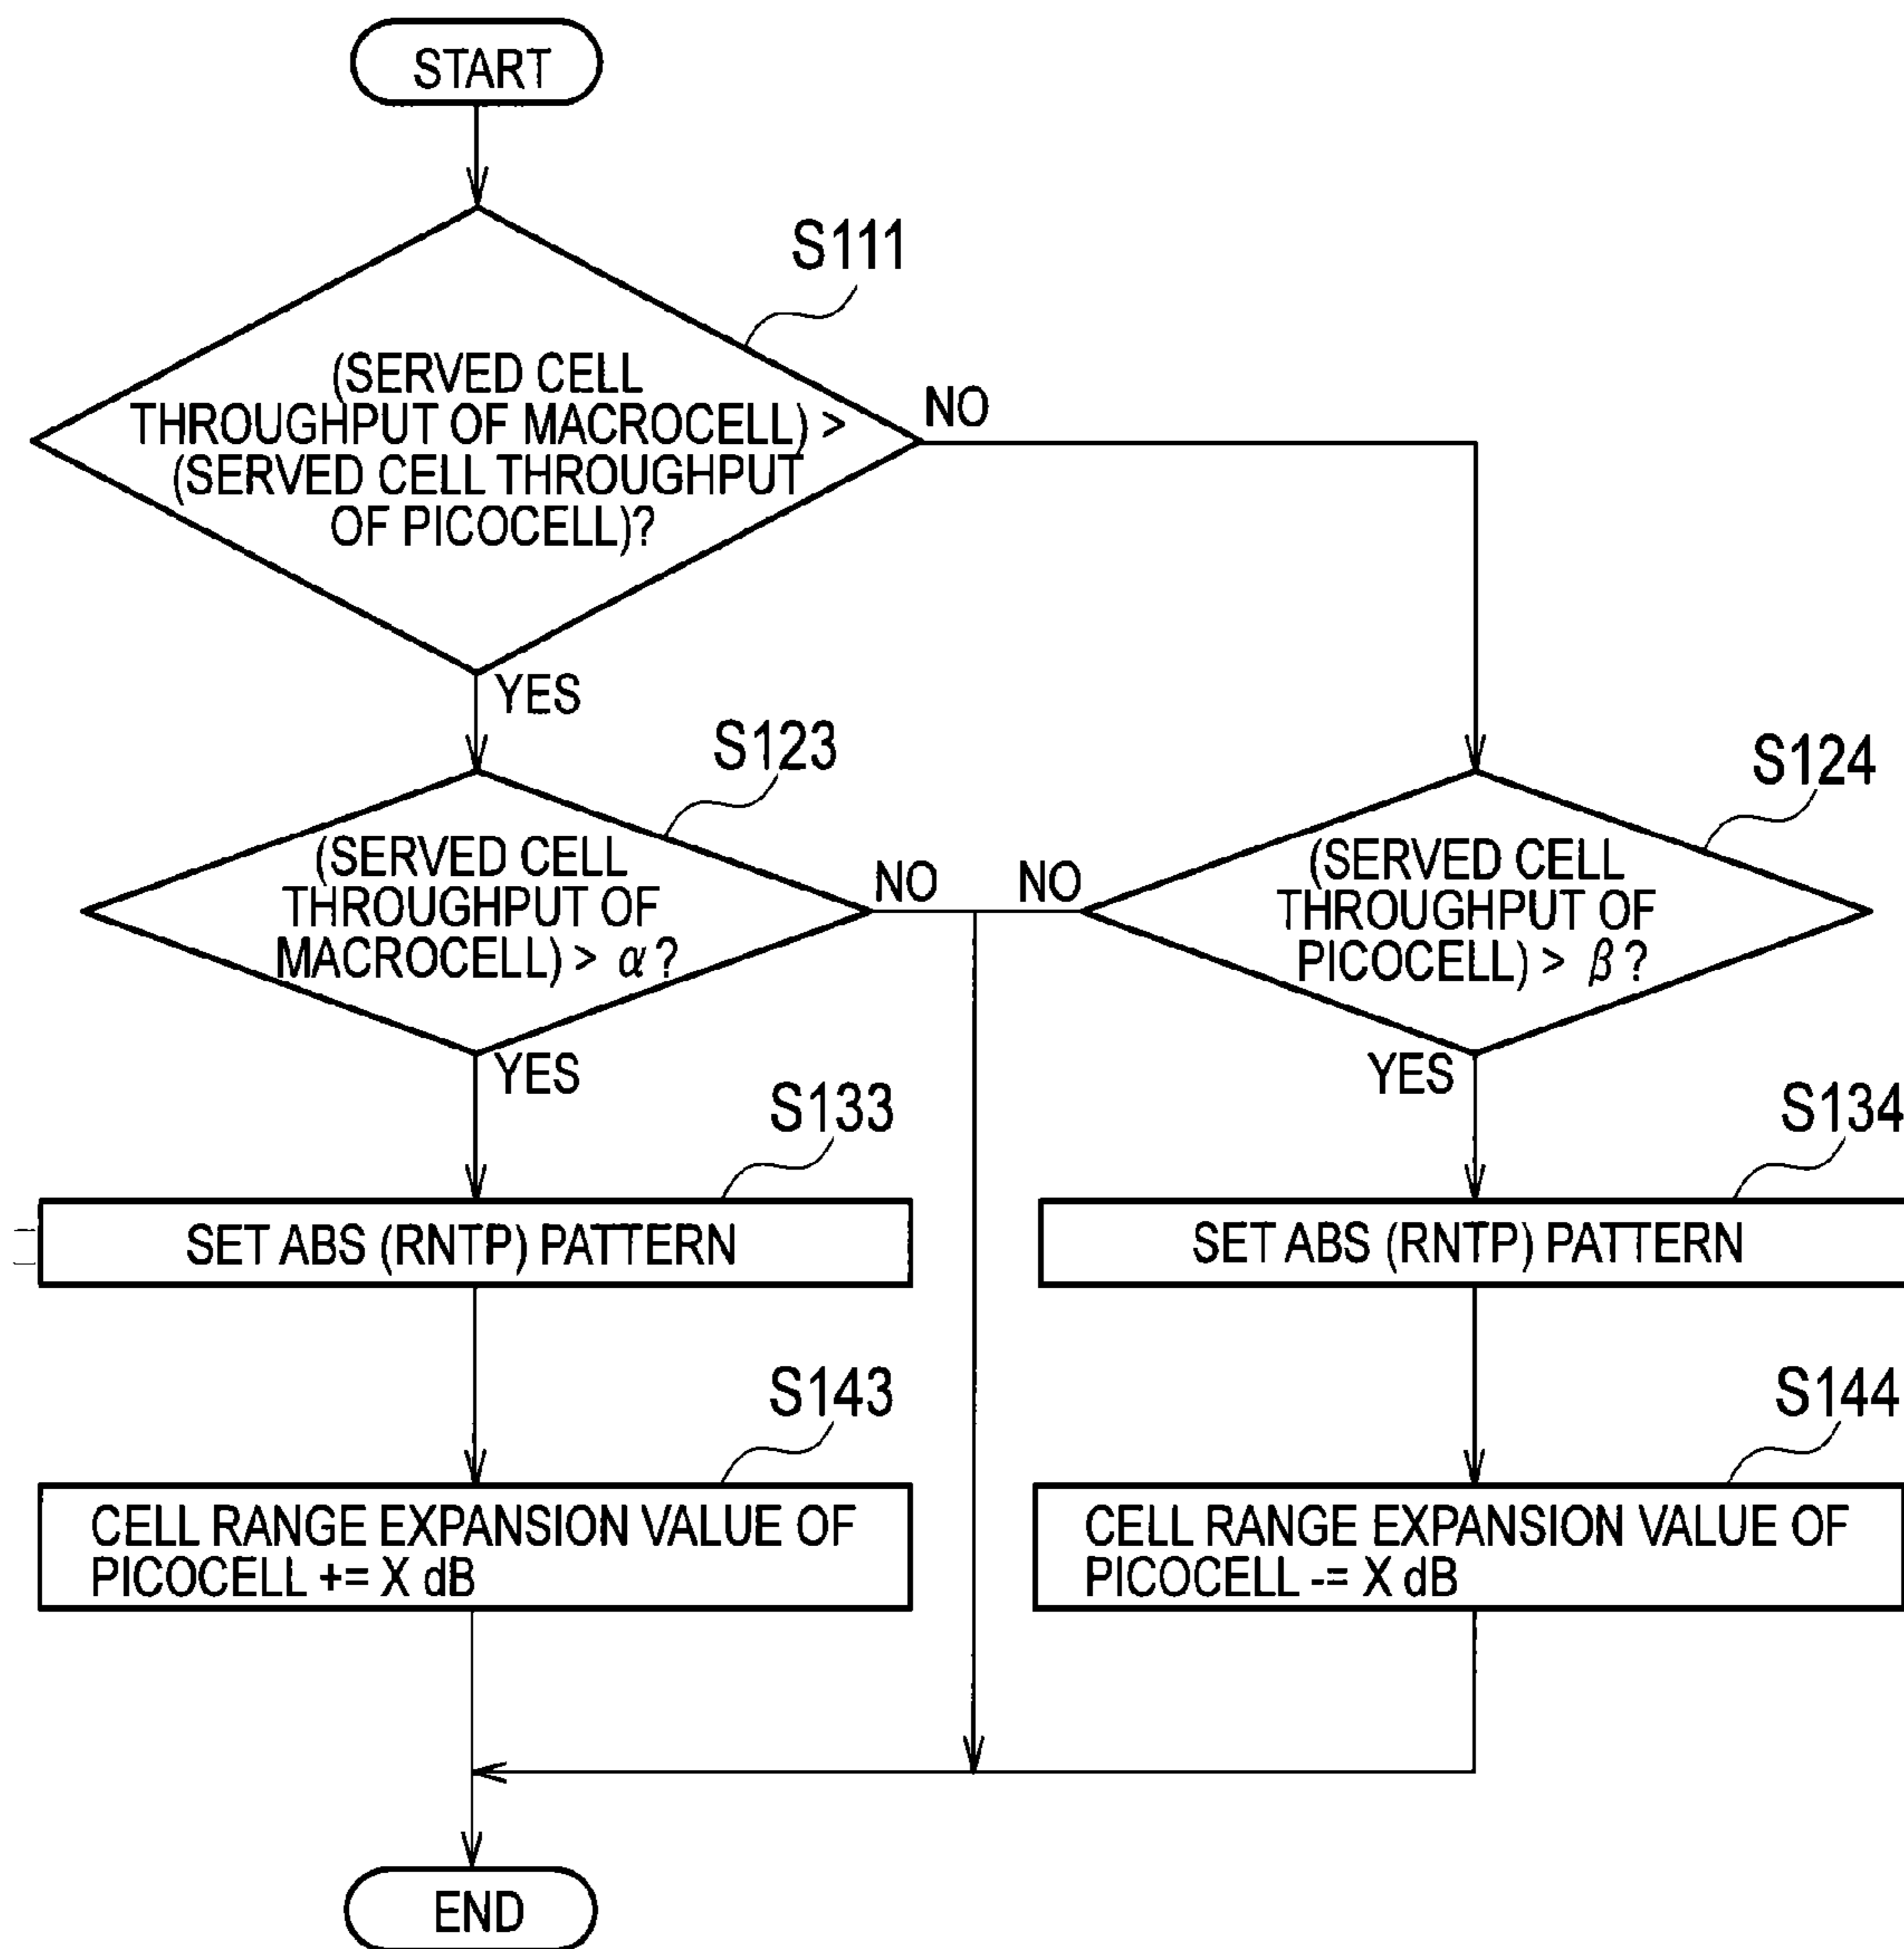 START
S111
(SERVED CELL
THROUGHPUT OF MACROCELL) >
(SERVED CELL THROUGHPUT
OF PICOCELL)?
NO
YES
S123
(SERVED CELL
THROUGHPUT OF
MACROCELL) > α ?
NO
YES
S124
(SERVED CELL
THROUGHPUT OF
PICOCELL) > β ?
NO
YES
S133
SET ABS (RNTP) PATTERN
S134
SET ABS (RNTP) PATTERN
S143
CELL RANGE EXPANSION VALUE OF
PICOCELL += X dB
S144
CELL RANGE EXPANSION VALUE OF
PICOCELL -= X dB
END